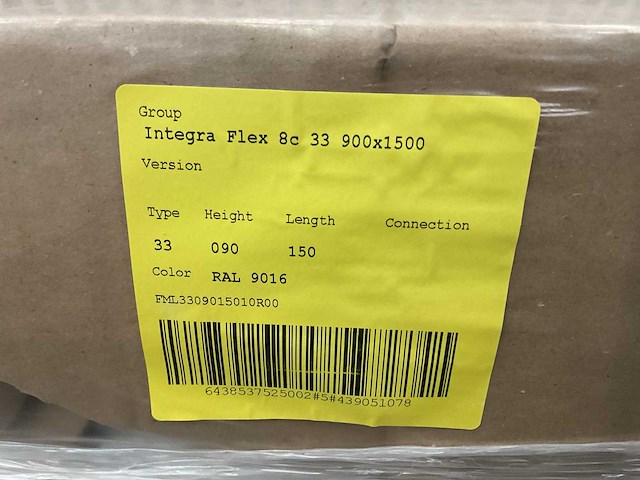 Group
Integra Flex 8c 33 900x1500
Version
Type Height Length Connection
33 090 150
Color RAL 9016
FML3309015010R00
6438537525002#5#439051078